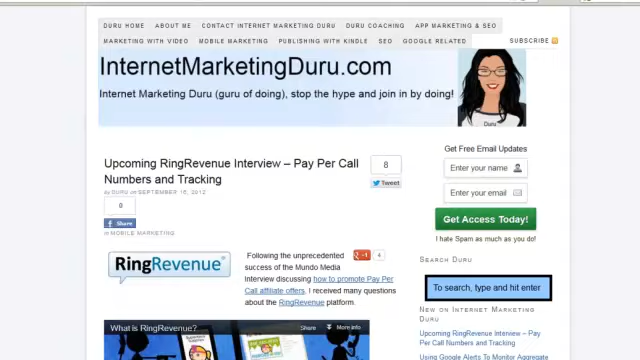 DURU HOME ABOUT ME CONTACT INTERNET MARKETING DURU DURU COACHING APP MARKETING & SEO
MARKETING WITH VIDEO MOBILE MARKETING PUBLISHING WITH KINDLE SEO GOOGLE RELATED SUBSCRIBE
InternetMarketingDuru.com
Internet Marketing Duru (guru of doing), stop the hype and join in by doing!
Duru
Upcoming RingRevenue Interview – Pay Per Call
Numbers and Tracking
by DURU on SEPTEMBER 16, 2012
8
Tweet
0
Share
in MOBILE MARKETING
RingRevenue
Following the unprecedented
success of the Mundo Media
Interview discussing how to promote Pay Per
Call affiliate offers, I received many questions
about the RingRevenue platform.
+1 4
What is RingRevenue?
Share More info
Get Free Email Updates
Enter your name
Enter your email
Get Access Today!
I hate Spam as much as you do!
SEARCH DURU
To search, type and hit enter
NEW ON INTERNET MARKETING
DURU
Upcoming RingRevenue Interview – Pay
Per Call Numbers and Tracking
Using Google Alerts To Monitor Aggregate